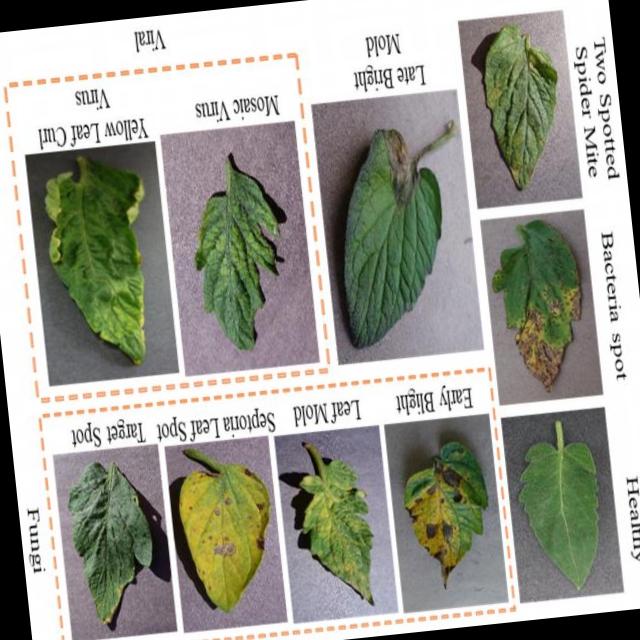 Viral
Yellow Leaf Curl
Virus
Mosaic Virus
Late Bright
Mold
Two Spotted
Spider Mite
Bacteria spot
Healthy
Fungi
Target Spot
Septoria Leaf Spot
Leaf Mold
Early Blight